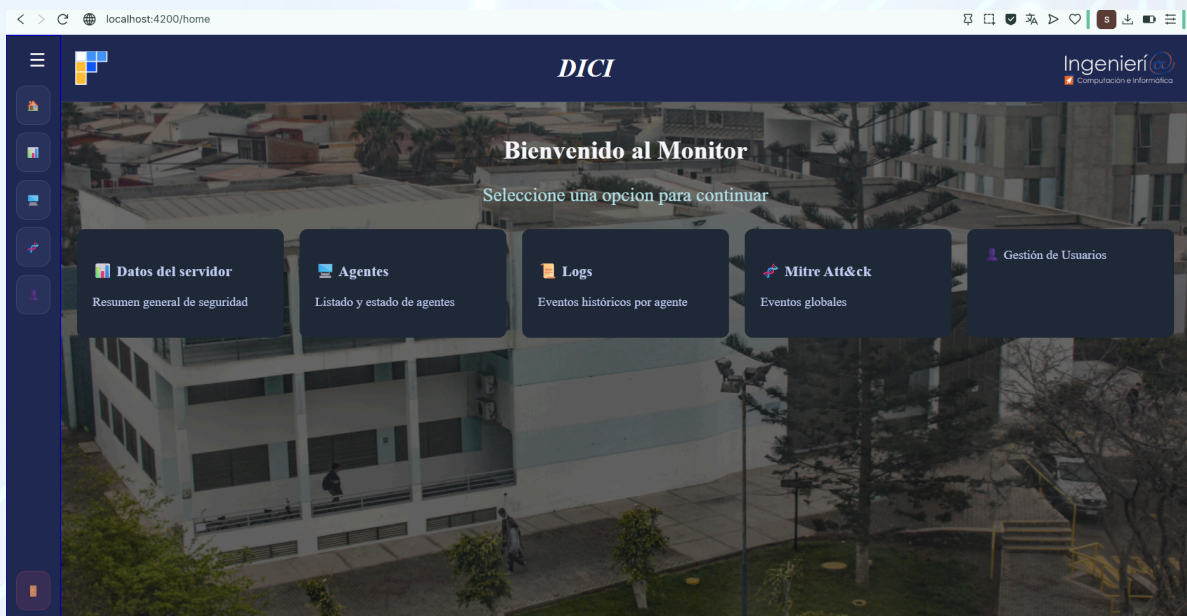 localhost:4200/home
S
DICI
Ingenierí@
Computación e Informática
Bienvenido al Monitor
Seleccione una opcion para continuar
Datos del servidor
Resumen general de seguridad
Agentes
Listado y estado de agentes
Logs
Eventos históricos por agente
Mitre Att&ck
Eventos globales
Gestión de Usuarios